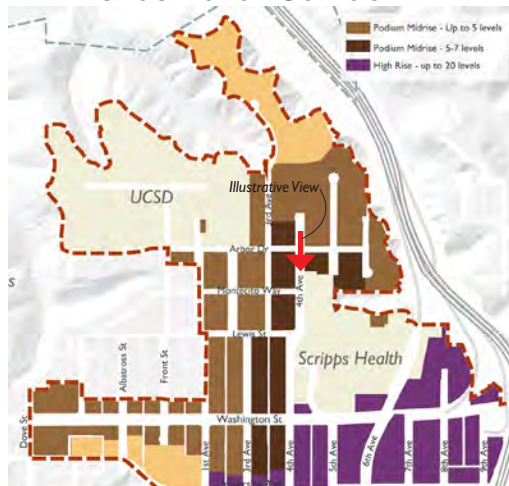 Podium Midrise - Up to 5 levels
Podium Midrise - 5-7 levels
High Rise - up to 20 levels
UCSD
Illustrative View
3rd Ave
Arbor Dr
Montecito Way
4th Ave
Lewis St
Scripps Health
Albatross St
Front St
Dove St
Washington St
1st Ave
3rd Ave
4th Ave
5th Ave
6th Ave
7th Ave
8th Ave
9th Ave